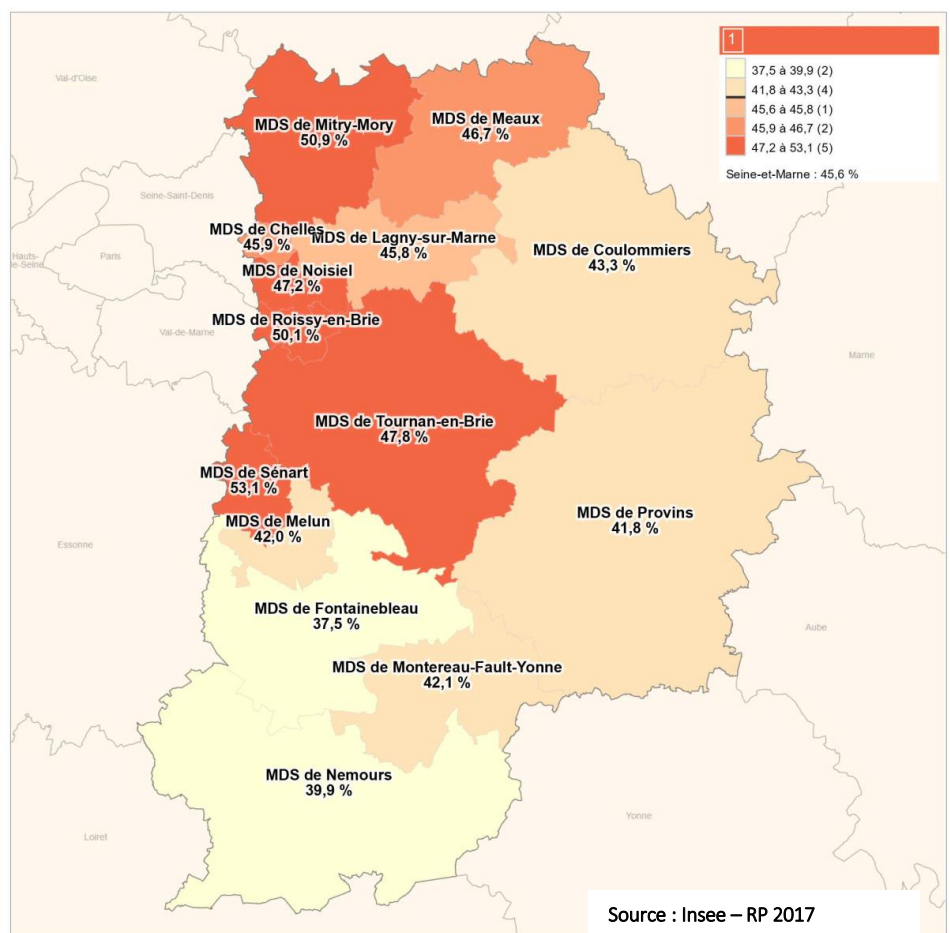 1
37,5 à 39,9 (2)
41,8 à 43,3 (4)
45,6 à 45,8 (1)
45,9 à 46,7 (2)
47,2 à 53,1 (5)
Seine-et-Marne : 45,6 %
Val-d'Oise
MDS de Mitry-Mory
50,9 %
MDS de Meaux
46,7 %
Seine-Saint-Denis
MDS de Chelles
45,9 %
MDS de Lagny-sur-Marne
45,8 %
MDS de Coulommiers
43,3 %
Hauts-
de-Seine
Paris
MDS de Noisiel
47,2 %
MDS de Roissy-en-Brie
50,1 %
Val-de-Marne
Marne
MDS de Tournan-en-Brie
47,8 %
MDS de Sénart
53,1 %
MDS de Melun
42,0 %
MDS de Provins
41,8 %
Essonne
MDS de Fontainebleau
37,5 %
Aube
MDS de Montereau-Fault-Yonne
42,1 %
MDS de Nemours
39,9 %
Yonne
Loiret
Source : Insee – RP 2017